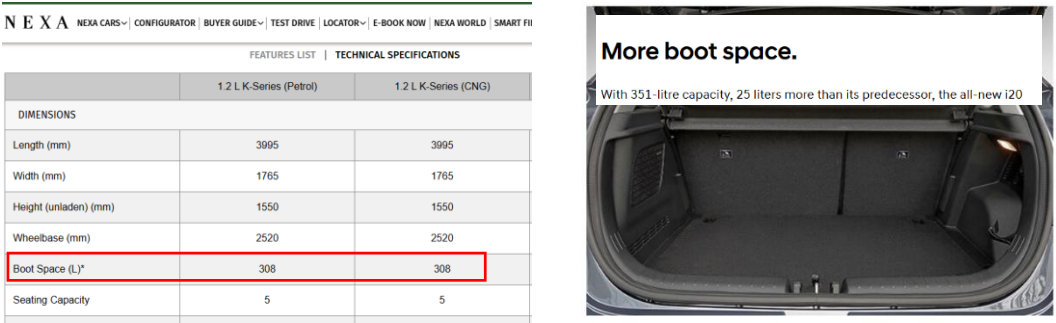 NEXA NEXA CARS CONFIGURATOR BUYER GUIDE TEST DRIVE LOCATOR E-BOOK NOW NEXA WORLD SMART FI
FEATURES LIST | TECHNICAL SPECIFICATIONS
1.2 L K-Series (Petrol) 1.2 L K-Series (CNG)
DIMENSIONS
Length (mm) 3995 3995
Width (mm) 1765 1765
Height (unladen) (mm) 1550 1550
Wheelbase (mm) 2520 2520
Boot Space (L)* 308 308
Seating Capacity 5 5
More boot space.
With 351-litre capacity, 25 liters more than its predecessor, the all-new i20